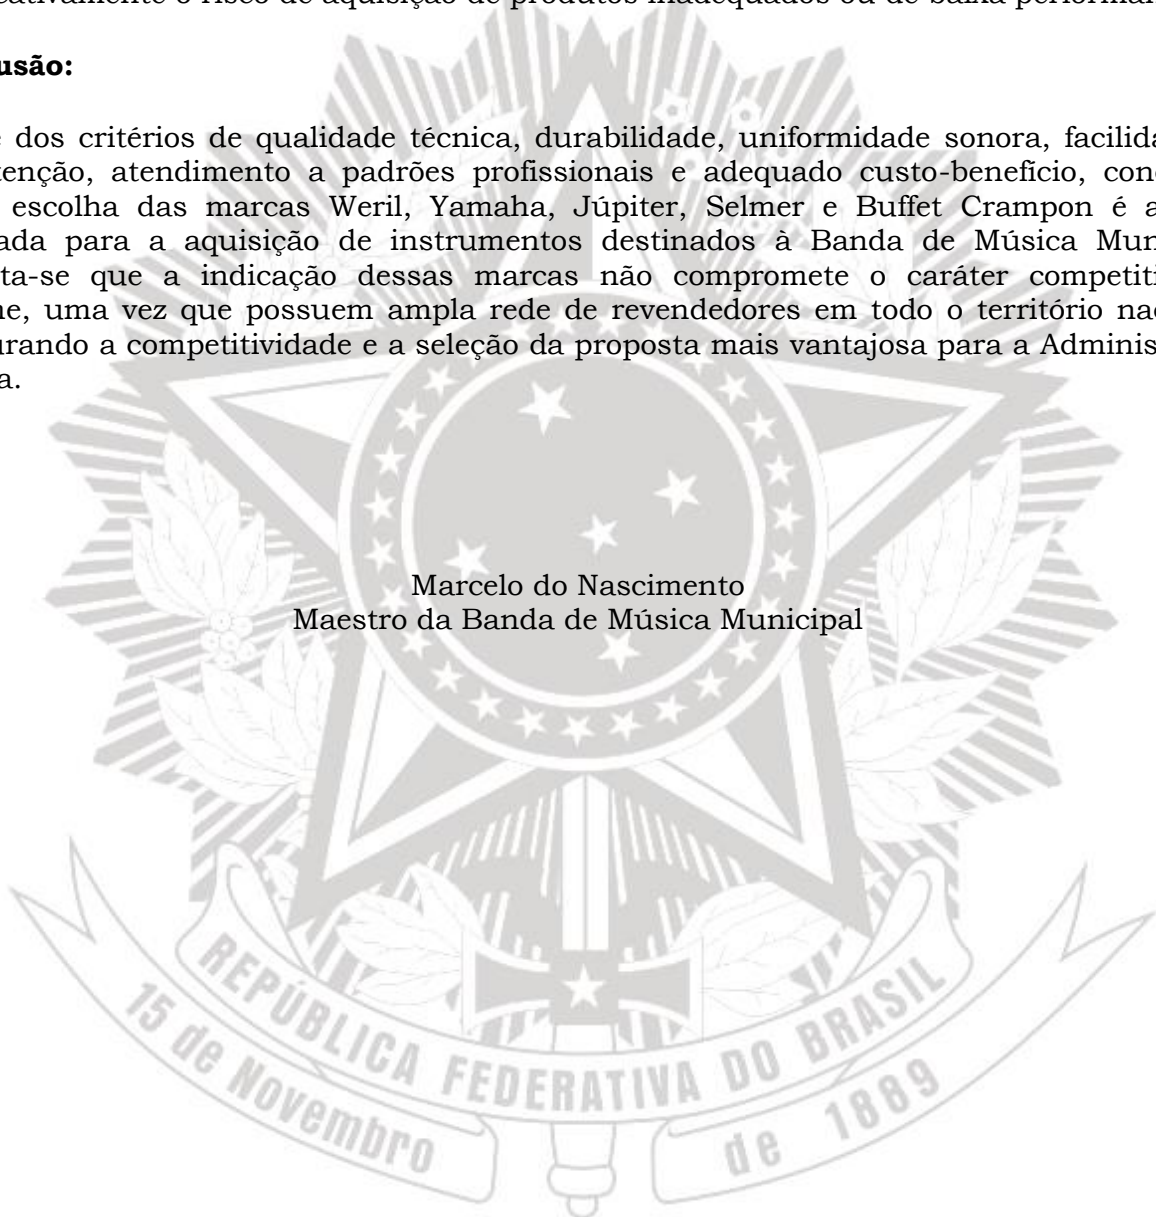 eativamente o risco de aquisição de produtos inadequados ou de baixa performan
usão:
e dos critérios de qualidade técnica, durabilidade, uniformidade sonora, facilida
tenção, atendimento a padrões profissionais e adequado custo-benefício, con
escolha das marcas Weril, Yamaha, Júpiter, Selmer e Buffet Crampon é a
ada para a aquisição de instrumentos destinados à Banda de Música Mun
ta-se que a indicação dessas marcas não compromete o caráter competiti
ne, uma vez que possuem ampla rede de revendedores em todo o território na
urando a competitividade e a seleção da proposta mais vantajosa para a Adminis
a.
Marcelo do Nascimento
Maestro da Banda de Música Municipal
REPÚBLICA FEDERATIVA DO BRASIL
15 de Novembro de 1889